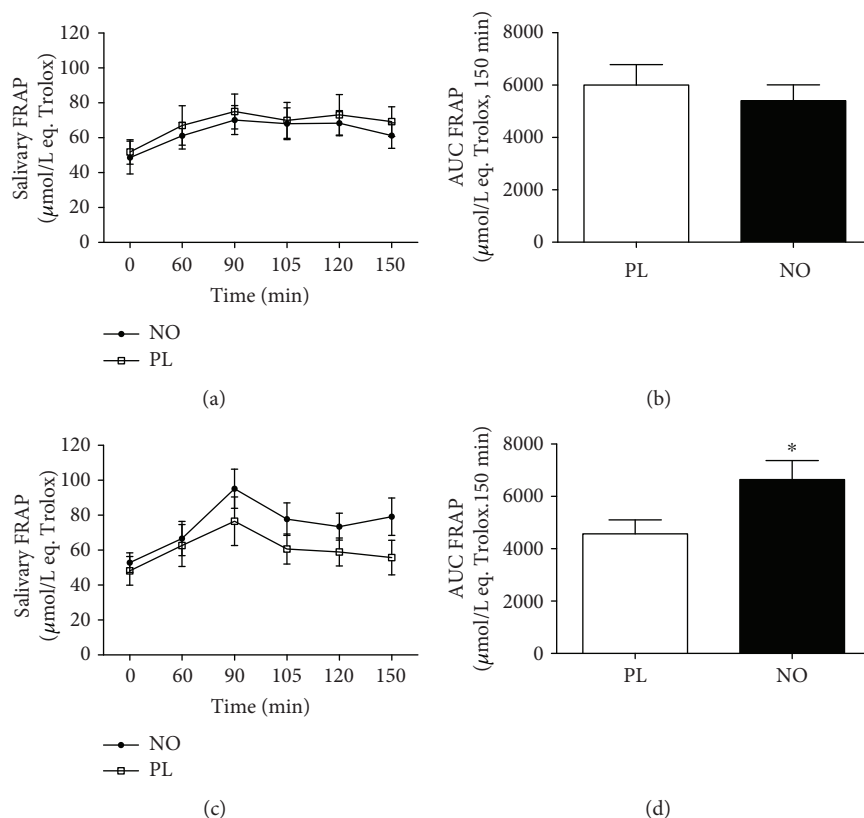 Salivary FRAP
(µmol/L eq. Trolox)
120
100
80
60
40
20
0
0 60 90 105 120 150
Time (min)
NO
PL
(a)
AUC FRAP
(µmol/L eq. Trolox, 150 min)
8000
6000
4000
2000
0
PL NO
(b)
Salivary FRAP
(µmol/L eq. Trolox)
120
100
80
60
40
20
0
0 60 90 105 120 150
Time (min)
NO
PL
(c)
AUC FRAP
(µmol/L eq. Trolox.150 min)
8000
6000
4000
2000
0
*
PL NO
(d)